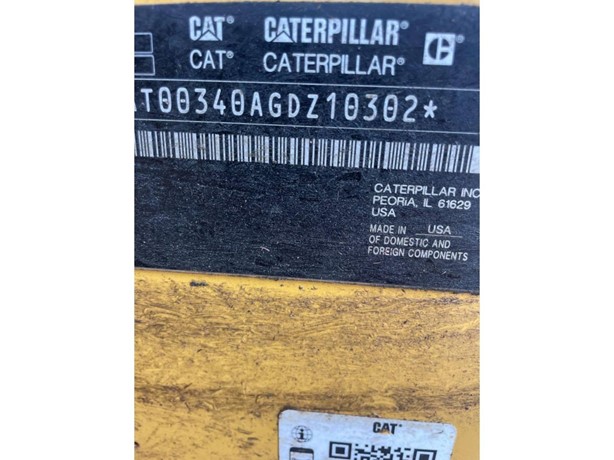 CAT CATERPILLAR
CAT® CATERPILLAR®
T00340AGDZ10302*
CATERPILLAR INC
PEORIA, IL 61629
USA
MADE IN USA
OF DOMESTIC AND
FOREIGN COMPONENTS
CAT